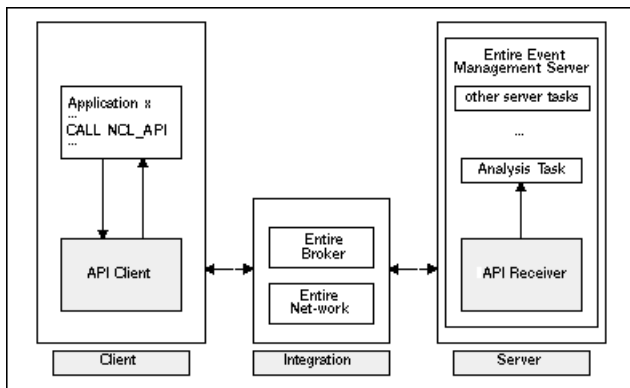 Application x
...
CALL NCL_API
...
API Client
Client
Entire
Broker
Entire
Net-work
Integration
Entire Event
Management Server
other server tasks
...
Analysis Task
API Receiver
Server